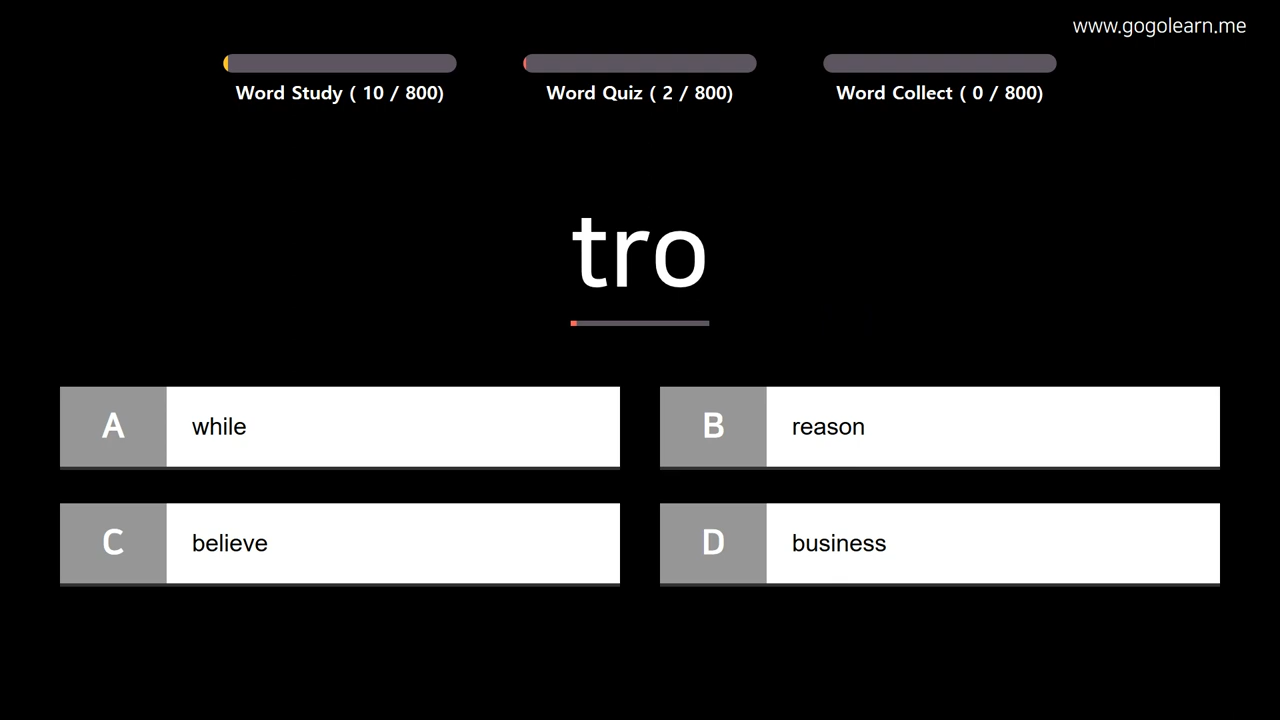 www.gogolearn.me
Word Study ( 10 / 800)
Word Quiz ( 2 / 800)
Word Collect ( 0 / 800)
tro
A while
B reason
C believe
D business